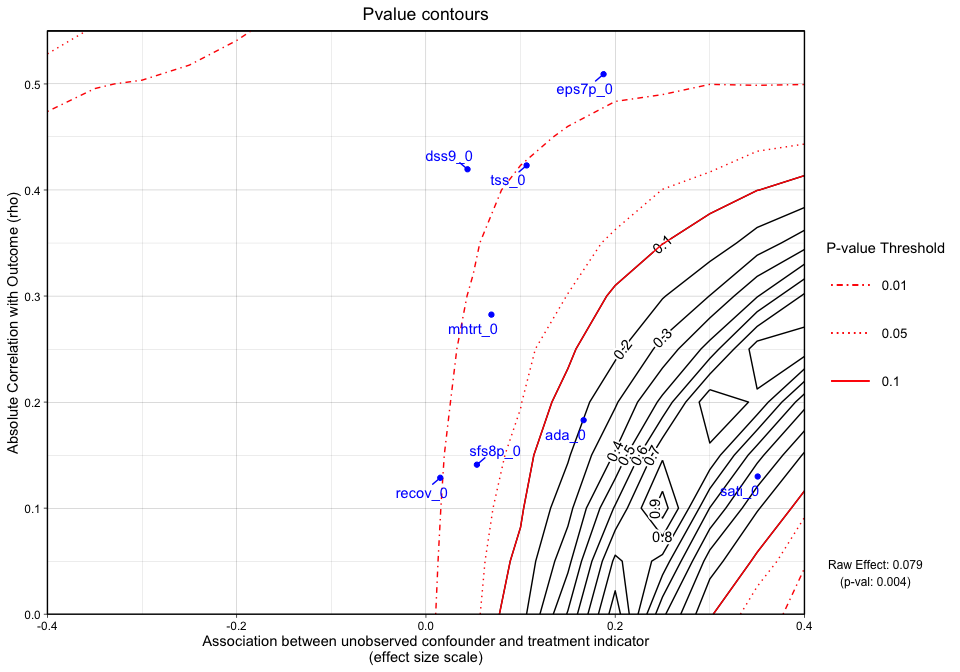 Pvalue contours
Absolute Correlation with Outcome (rho)
0.5
0.4
0.3
0.2
0.1
0.0
eps7p_0
dss9_0
tss_0
mhtrt_0
ada_0
sfs8p_0
recov_0
sati_0
0.1
0.2
0.3
0.4
0.5
0.6
0.7
0.9
0.8
-0.4
-0.2
0.0
0.2
0.4
Association between unobserved confounder and treatment indicator
(effect size scale)
P-value Threshold
0.01
0.05
0.1
Raw Effect: 0.079
(p-val: 0.004)